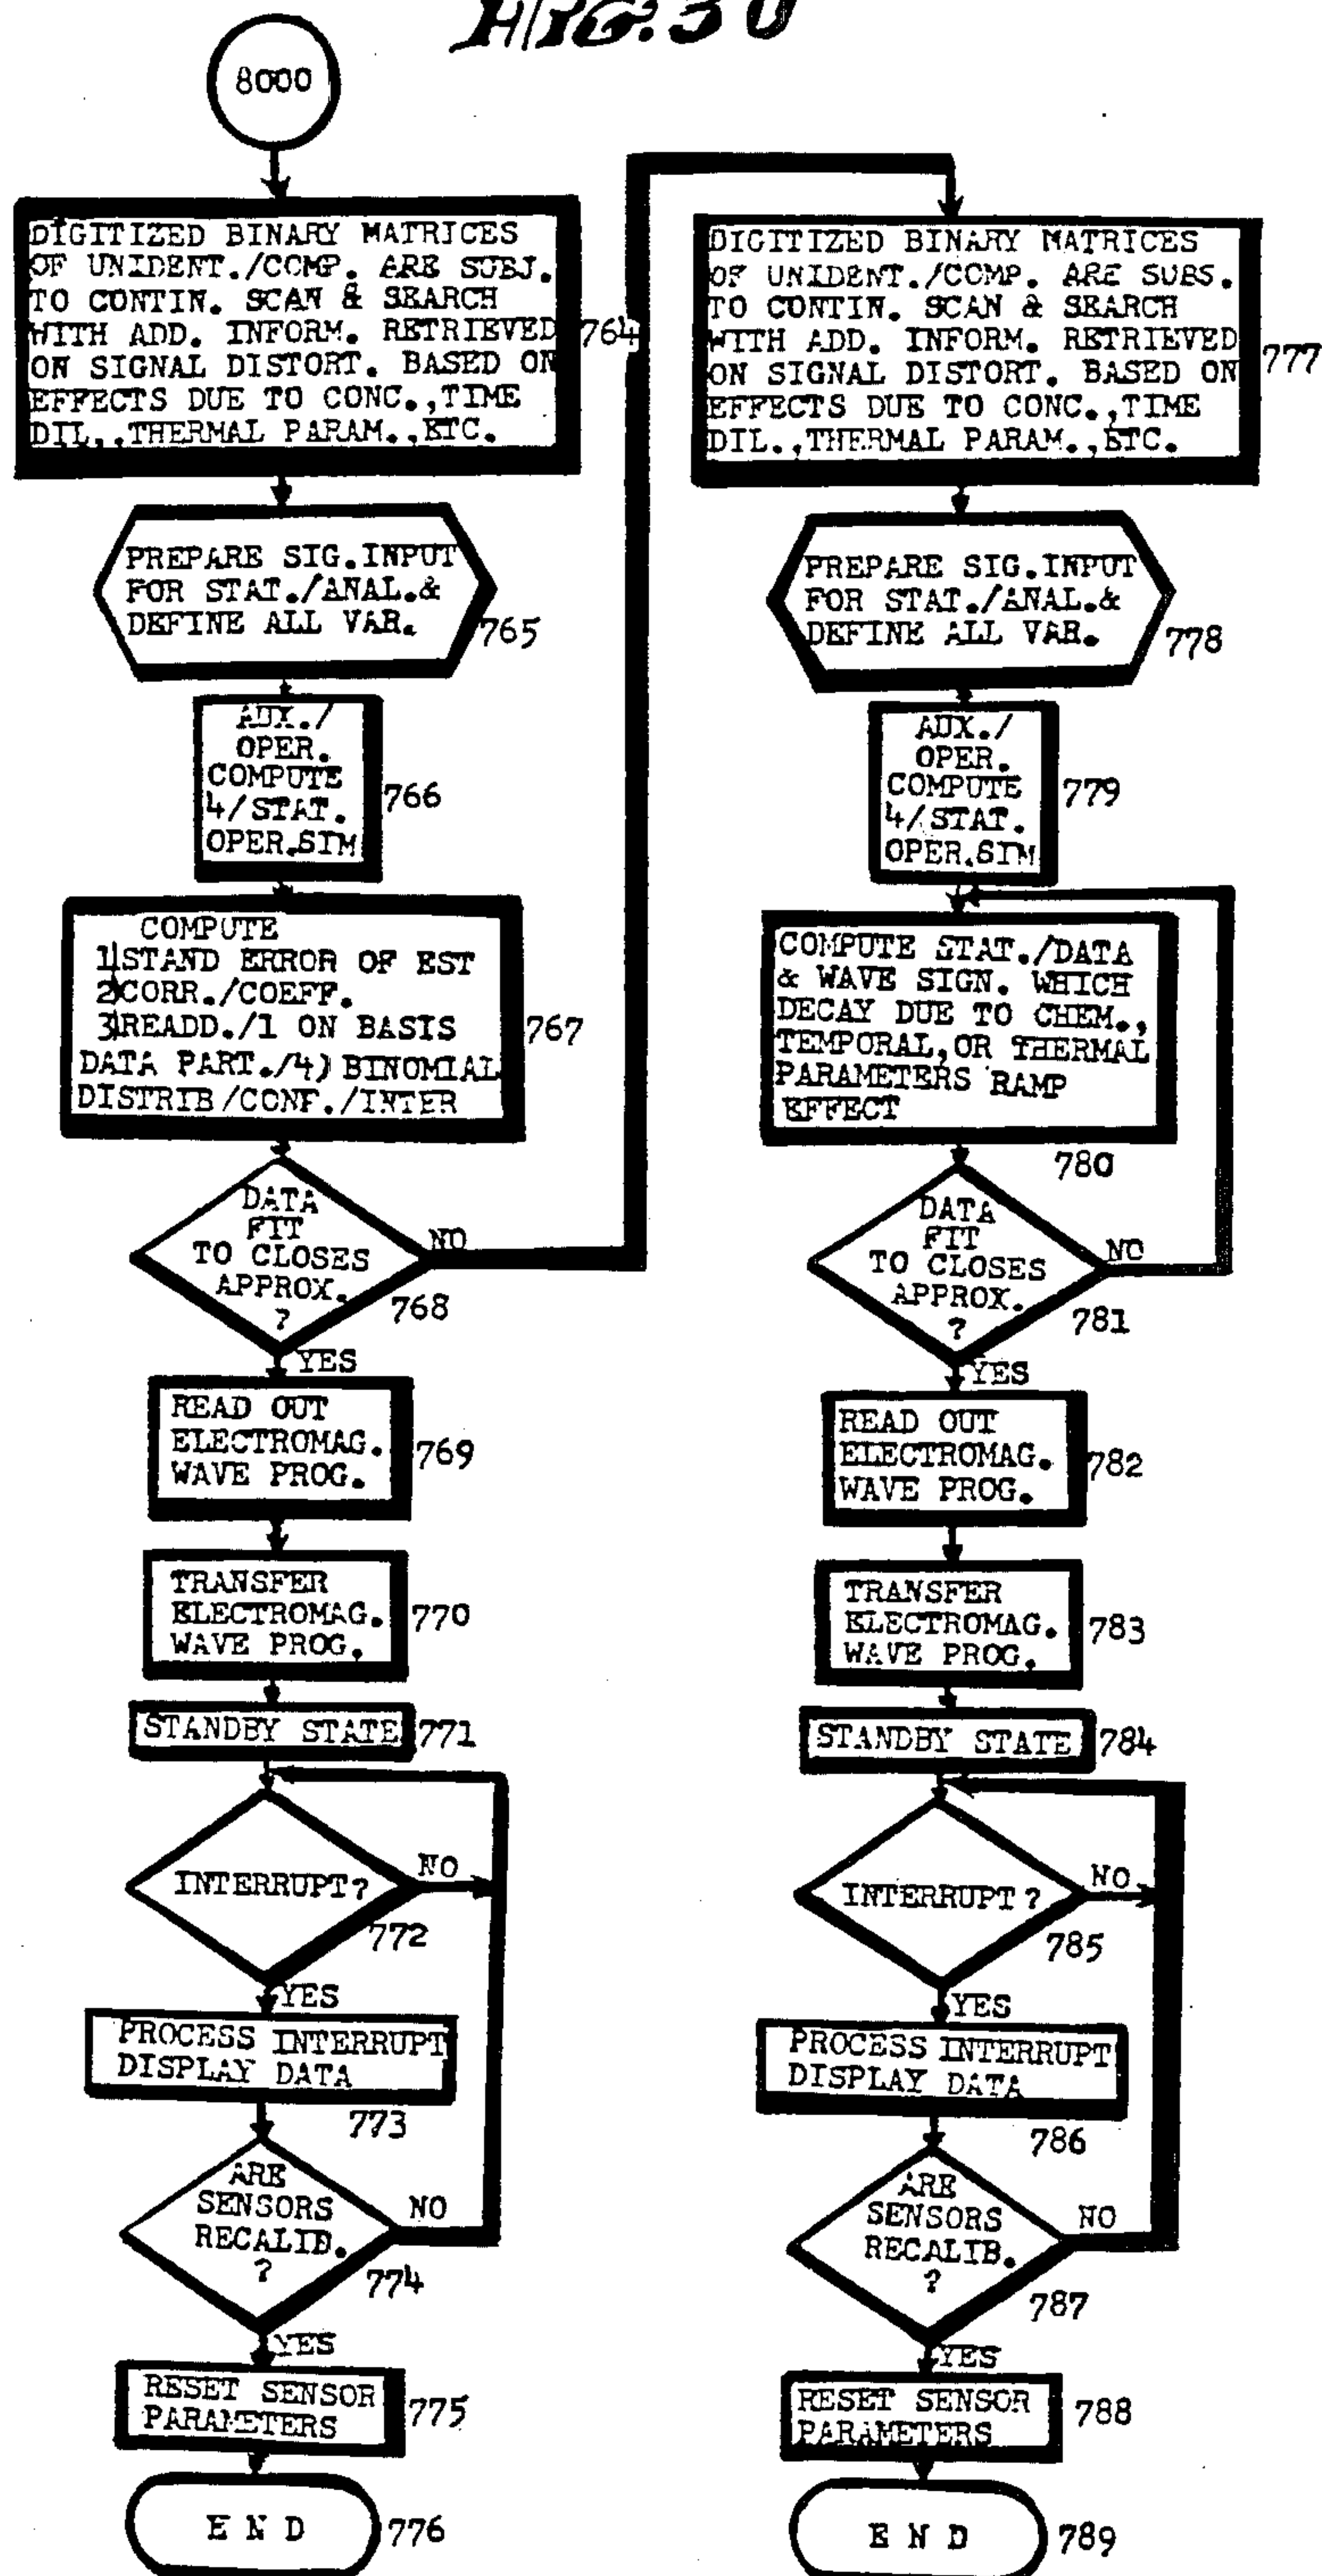 FIG. 30
8000
DIGITIZED BINARY MATRICES
OF UNIDENT./COMP. ARE SUBJ.
TO CONTIN. SCAN & SEARCH
WITH ADD. INFORM. RETRIEVED
ON SIGNAL DISTORT. BASED ON
EFFECTS DUE TO CONC.,TIME
DIL.,THERMAL PARAM.,ETC.
764
PREPARE SIG.INPUT
FOR STAT./ANAL.&
DEFINE ALL VAR.
765
AUX./
OPER.
COMPUTE
4/STAT.
OPER.SIM
766
COMPUTE
1)STAND ERROR OF EST
2)CORR./COEFF.
3)READD./1 ON BASIS
DATA PART./4) BINOMIAL
DISTRIB/CONF./INTER
767
DATA
FIT
TO CLOSES
APPROX.
?
768
NO
YES
READ OUT
ELECTROMAG.
WAVE PROG.
769
TRANSFER
ELECTROMAG.
WAVE PROG.
770
STANDBY STATE
771
INTERRUPT?
NO
772
YES
PROCESS INTERRUPT
DISPLAY DATA
773
ARE
SENSORS
RECALIB.
?
NO
774
YES
RESET SENSOR
PARAMETERS
775
END
776
DIGITIZED BINARY MATRICES
OF UNIDENT./COMP. ARE SUBS.
TO CONTIN. SCAN & SEARCH
WITH ADD. INFORM. RETRIEVED
ON SIGNAL DISTORT. BASED ON
EFFECTS DUE TO CONC.,TIME
DIL.,THERMAL PARAM.,ETC.
777
PREPARE SIG.INPUT
FOR STAT./ANAL.&
DEFINE ALL VAR.
778
AUX./
OPER.
COMPUTE
4/STAT.
OPER.SIM
779
COMPUTE STAT./DATA
& WAVE SIGN. WHICH
DECAY DUE TO CHEM.,
TEMPORAL,OR THERMAL
PARAMETERS RAMP
EFFECT
780
DATA
FIT
TO CLOSES
APPROX.
?
NO
781
YES
READ OUT
ELECTROMAG.
WAVE PROG.
782
TRANSFER
ELECTROMAG.
WAVE PROG.
783
STANDBY STATE
784
INTERRUPT?
NO
785
YES
PROCESS INTERRUPT
DISPLAY DATA
786
ARE
SENSORS
RECALIB.
?
NO
787
YES
RESET SENSOR
PARAMETERS
788
END
789